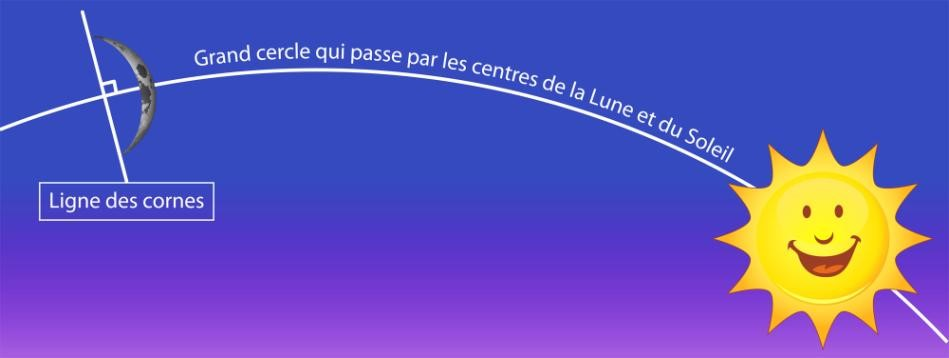 Grand cercle qui passe par les centres de la Lune et du Soleil
Ligne des cornes